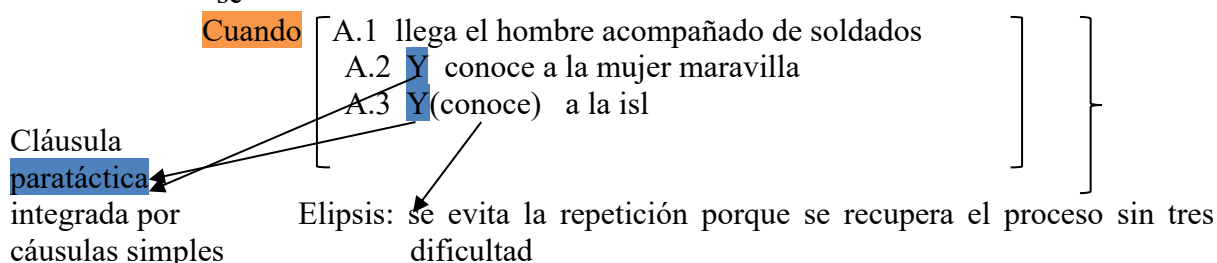 se
Cuando A.1 llega el hombre acompañado de soldados
A.2 Y conoce a la mujer maravilla
A.3 Y(conoce) a la isl
Cláusula
paratáctica
integrada por Elipsis: se evita la repetición porque se recupera el proceso sin tres
cáusulas simples dificultad